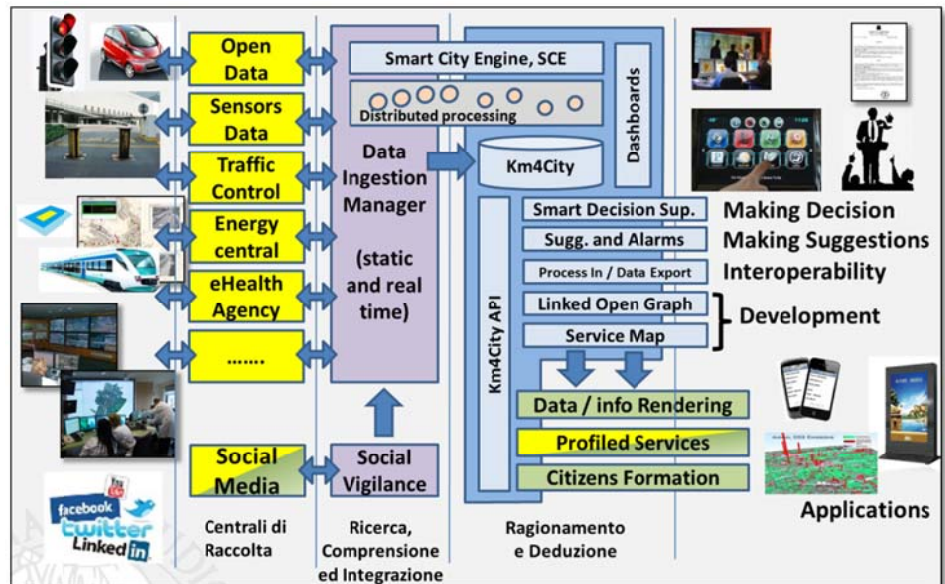 Open
Data
Sensors
Data
Traffic
Control
Energy
central
eHealth
Agency
.......
Social
Media
Centrali di
Raccolta
Data
Ingestion
Manager
(static
and real
time)
Social
Vigilance
Ricerca,
Comprensione
ed Integrazione
Smart City Engine, SCE
Distributed processing
Km4City
Dashboards
Km4City API
Smart Decision Sup.
Sugg. and Alarms
Process In / Data Export
Linked Open Graph
Service Map
Data / info Rendering
Profiled Services
Citizens Formation
Ragionamento
e Deduzione
Making Decision
Making Suggestions
Interoperability
Development
Applications
You
facebook
twitter
Linked in